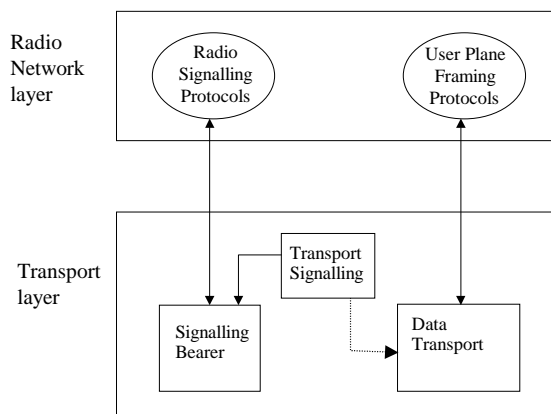 Radio
Network
layer
Radio
Signalling
Protocols
User Plane
Framing
Protocols
Transport
layer
Transport
Signalling
Signalling
Bearer
Data
Transport